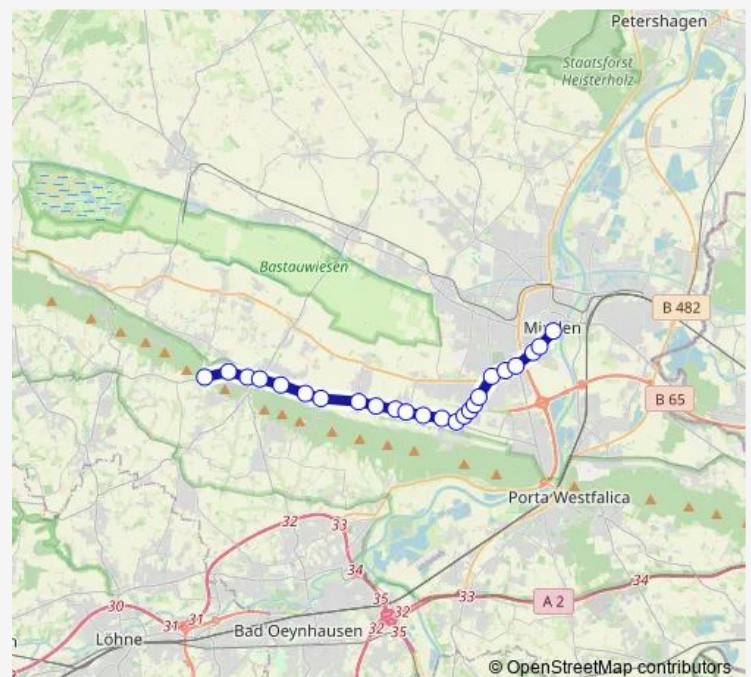 Petershagen
Staatsforst
Heisterholz
Bastauwiesen
B 482
Minden
B 65
Porta Westfalica
32
33
34
34
35
33
A 2
30
31
31
32
32
35
Löhne
Bad Oeynhausen
© OpenStreetMap contributors